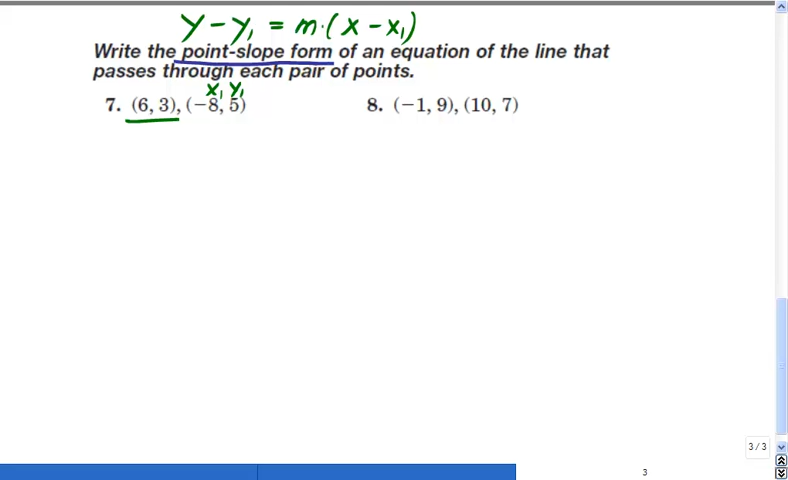 y - y₁ = m·(x - x₁)
Write the point-slope form of an equation of the line that
passes through each pair of points.
x₁ y₁
7. (6, 3), (−8, 5)
8. (−1, 9), (10, 7)
3 / 3
3